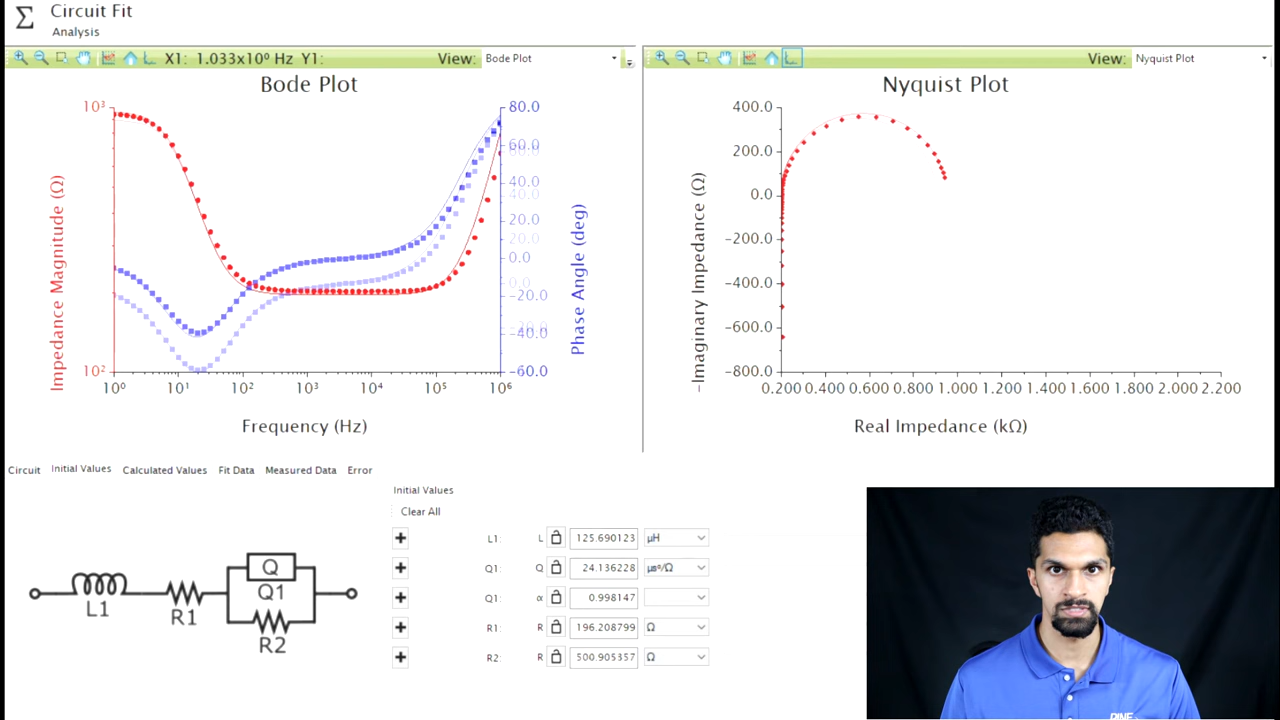 Σ Circuit Fit
Analysis
X1: 1.033x10⁰ Hz Y1: View: Bode Plot
View: Nyquist Plot
Bode Plot
Nyquist Plot
10³
10²
Impedance Magnitude (Ω)
80.0
60.0
40.0
20.0
0.0
-20.0
-40.0
-60.0
Phase Angle (deg)
10⁰ 10¹ 10² 10³ 10⁴ 10⁵ 10⁶
Frequency (Hz)
400.0
200.0
0.0
-200.0
-400.0
-600.0
-800.0
-Imaginary Impedance (Ω)
0.200 0.400 0.600 0.800 1.000 1.200 1.400 1.600 1.800 2.000 2.200
Real Impedance (kΩ)
Circuit Initial Values Calculated Values Fit Data Measured Data Error
L1
R1
Q
Q1
R2
Initial Values
Clear All
L1: L 125.690123 µH
Q1: Q 24.136228 µsᵅ/Ω
Q1: α 0.998147
R1: R 196.208799 Ω
R2: R 500.905357 Ω
PINE